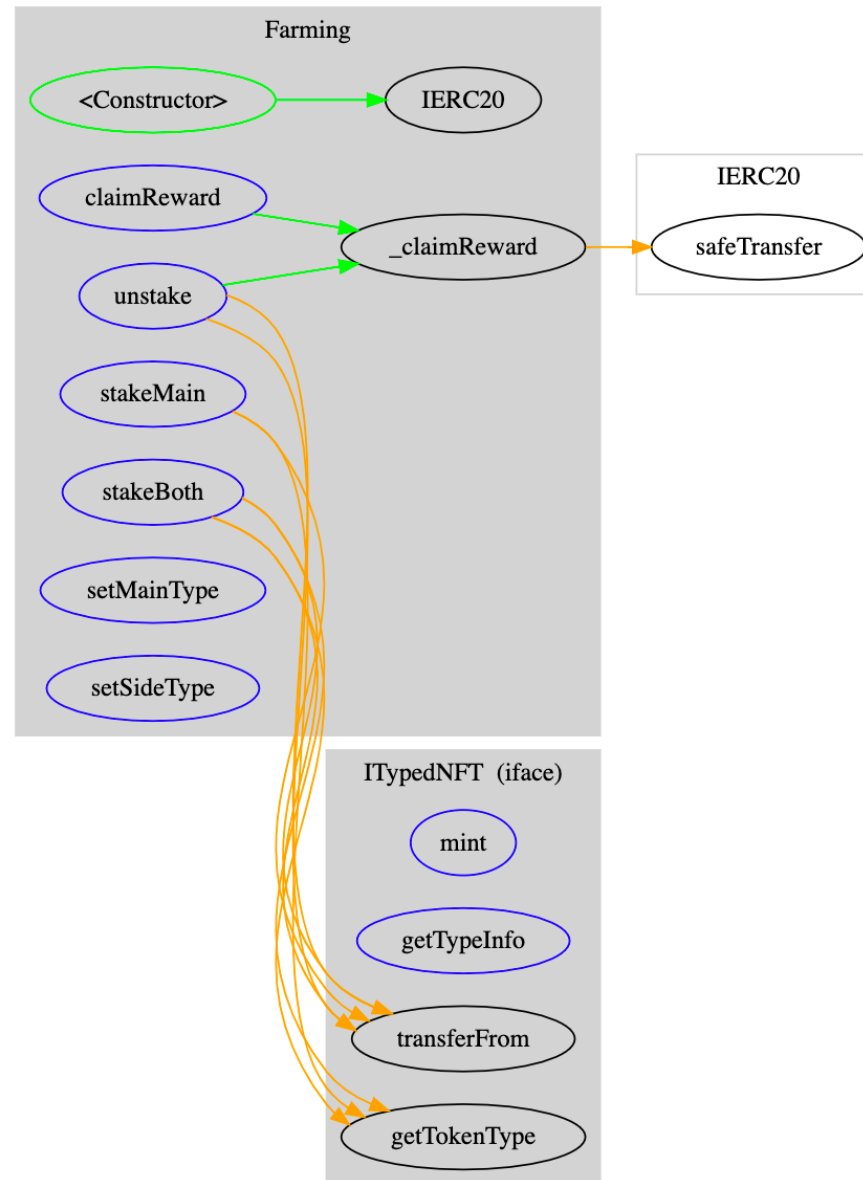 Farming
<Constructor>
IERC20
claimReward
_claimReward
unstake
stakeMain
stakeBoth
setMainType
setSideType
IERC20
safeTransfer
ITypedNFT  (iface)
mint
getTypeInfo
transferFrom
getTokenType